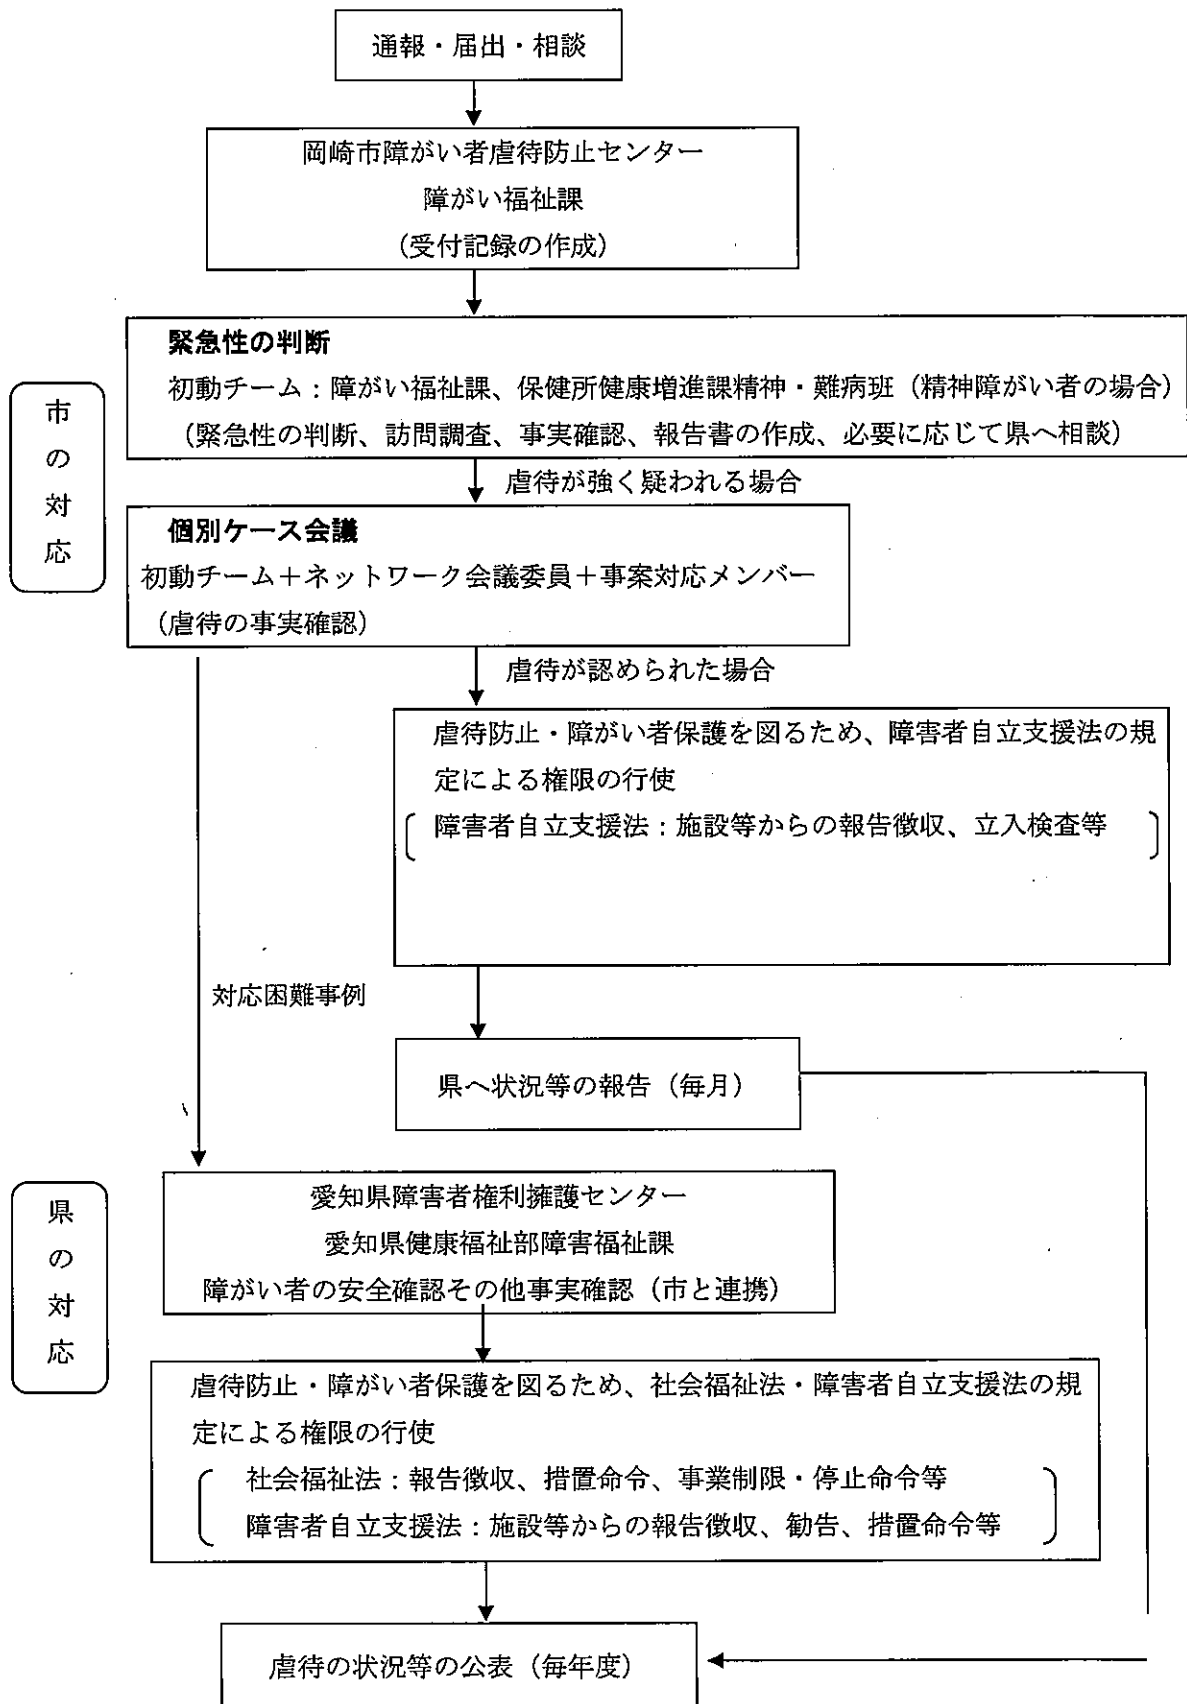 通報・届出・相談
岡崎市障がい者虐待防止センター
障がい福祉課
(受付記録の作成)
緊急性の判断
初動チーム：障がい福祉課、保健所健康増進課精神・難病班（精神障がい者の場合）
（緊急性の判断、訪問調査、事実確認、報告書の作成、必要に応じて県へ相談）
市の対応
虐待が強く疑われる場合
個別ケース会議
初動チーム＋ネットワーク会議委員＋事案対応メンバー
（虐待の事実確認）
虐待が認められた場合
虐待防止・障がい者保護を図るため、障害者自立支援法の規
定による権限の行使
障害者自立支援法：施設等からの報告徴収、立入検査等
対応困難事例
県へ状況等の報告（毎月）
県の対応
愛知県障害者権利擁護センター
愛知県健康福祉部障害福祉課
障がい者の安全確認その他事実確認（市と連携）
虐待防止・障がい者保護を図るため、社会福祉法・障害者自立支援法の規
定による権限の行使
社会福祉法：報告徴収、措置命令、事業制限・停止命令等
障害者自立支援法：施設等からの報告徴収、勧告、措置命令等
虐待の状況等の公表（毎年度）